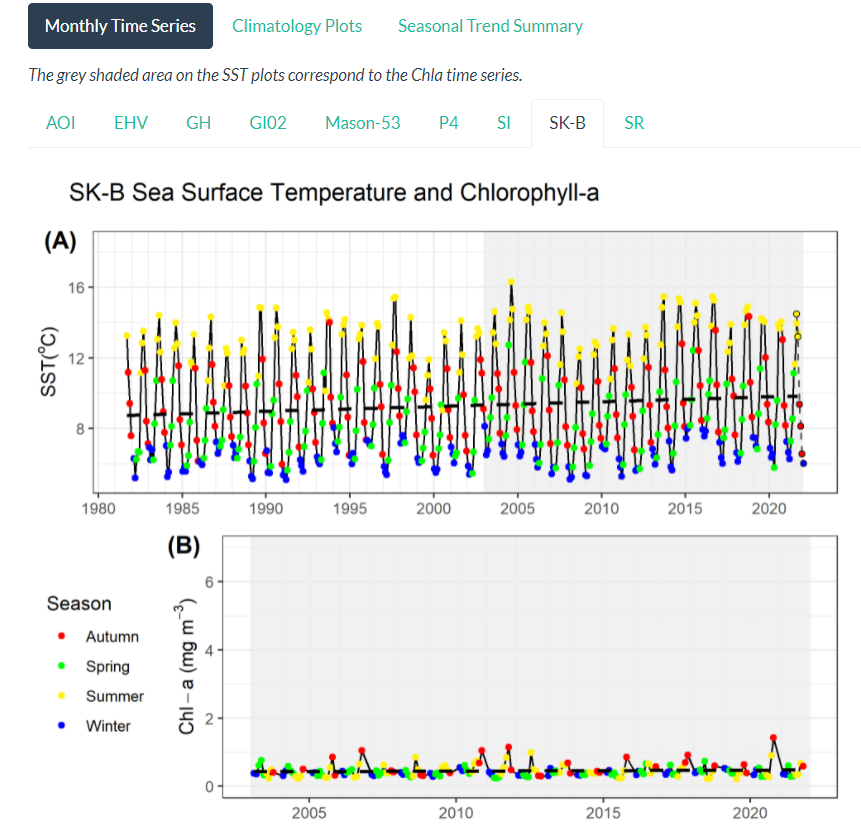 Monthly Time Series Climatology Plots Seasonal Trend Summary
The grey shaded area on the SST plots correspond to the Chla time series.
AOI EHV GH GI02 Mason-53 P4 SI SK-B SR
SK-B Sea Surface Temperature and Chlorophyll-a
(A)
SST(°C)
16
12
8
1980 1985 1990 1995 2000 2005 2010 2015 2020
(B)
Chl – a (mg m⁻³)
6
4
2
0
2005 2010 2015 2020
Season
Autumn
Spring
Summer
Winter